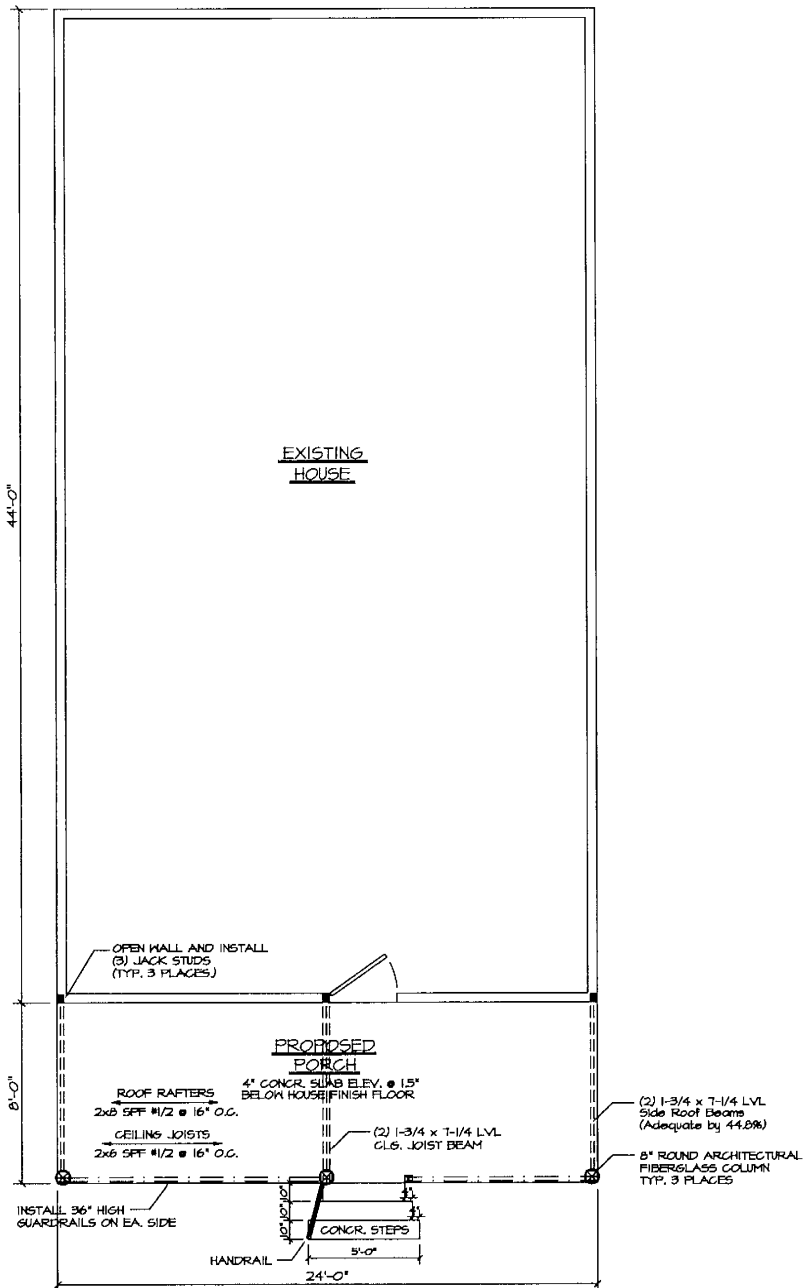 44'-0"
EXISTING
HOUSE
OPEN WALL AND INSTALL
(3) JACK STUDS
(TYP. 3 PLACES)
8'-0"
PROPOSED
PORCH
4" CONCR. SLAB ELEV. @ 1.5"
BELOW HOUSE FINISH FLOOR
ROOF RAFTERS
2x8 SPF #1/2 @ 16" O.C.
CEILING JOISTS
2x6 SPF #1/2 @ 16" O.C.
(2) 1-3/4 x 7-1/4 LVL
CLG. JOIST BEAM
(2) 1-3/4 x 7-1/4 LVL
Side Roof Beams
(Adequate by 44.8%)
8" ROUND ARCHITECTURAL
FIBERGLASS COLUMN
TYP. 3 PLACES
INSTALL 36" HIGH
GUARDRAILS ON EA. SIDE
10"
10"
10"
CONCR. STEPS
HANDRAIL
5'-0"
24'-0"